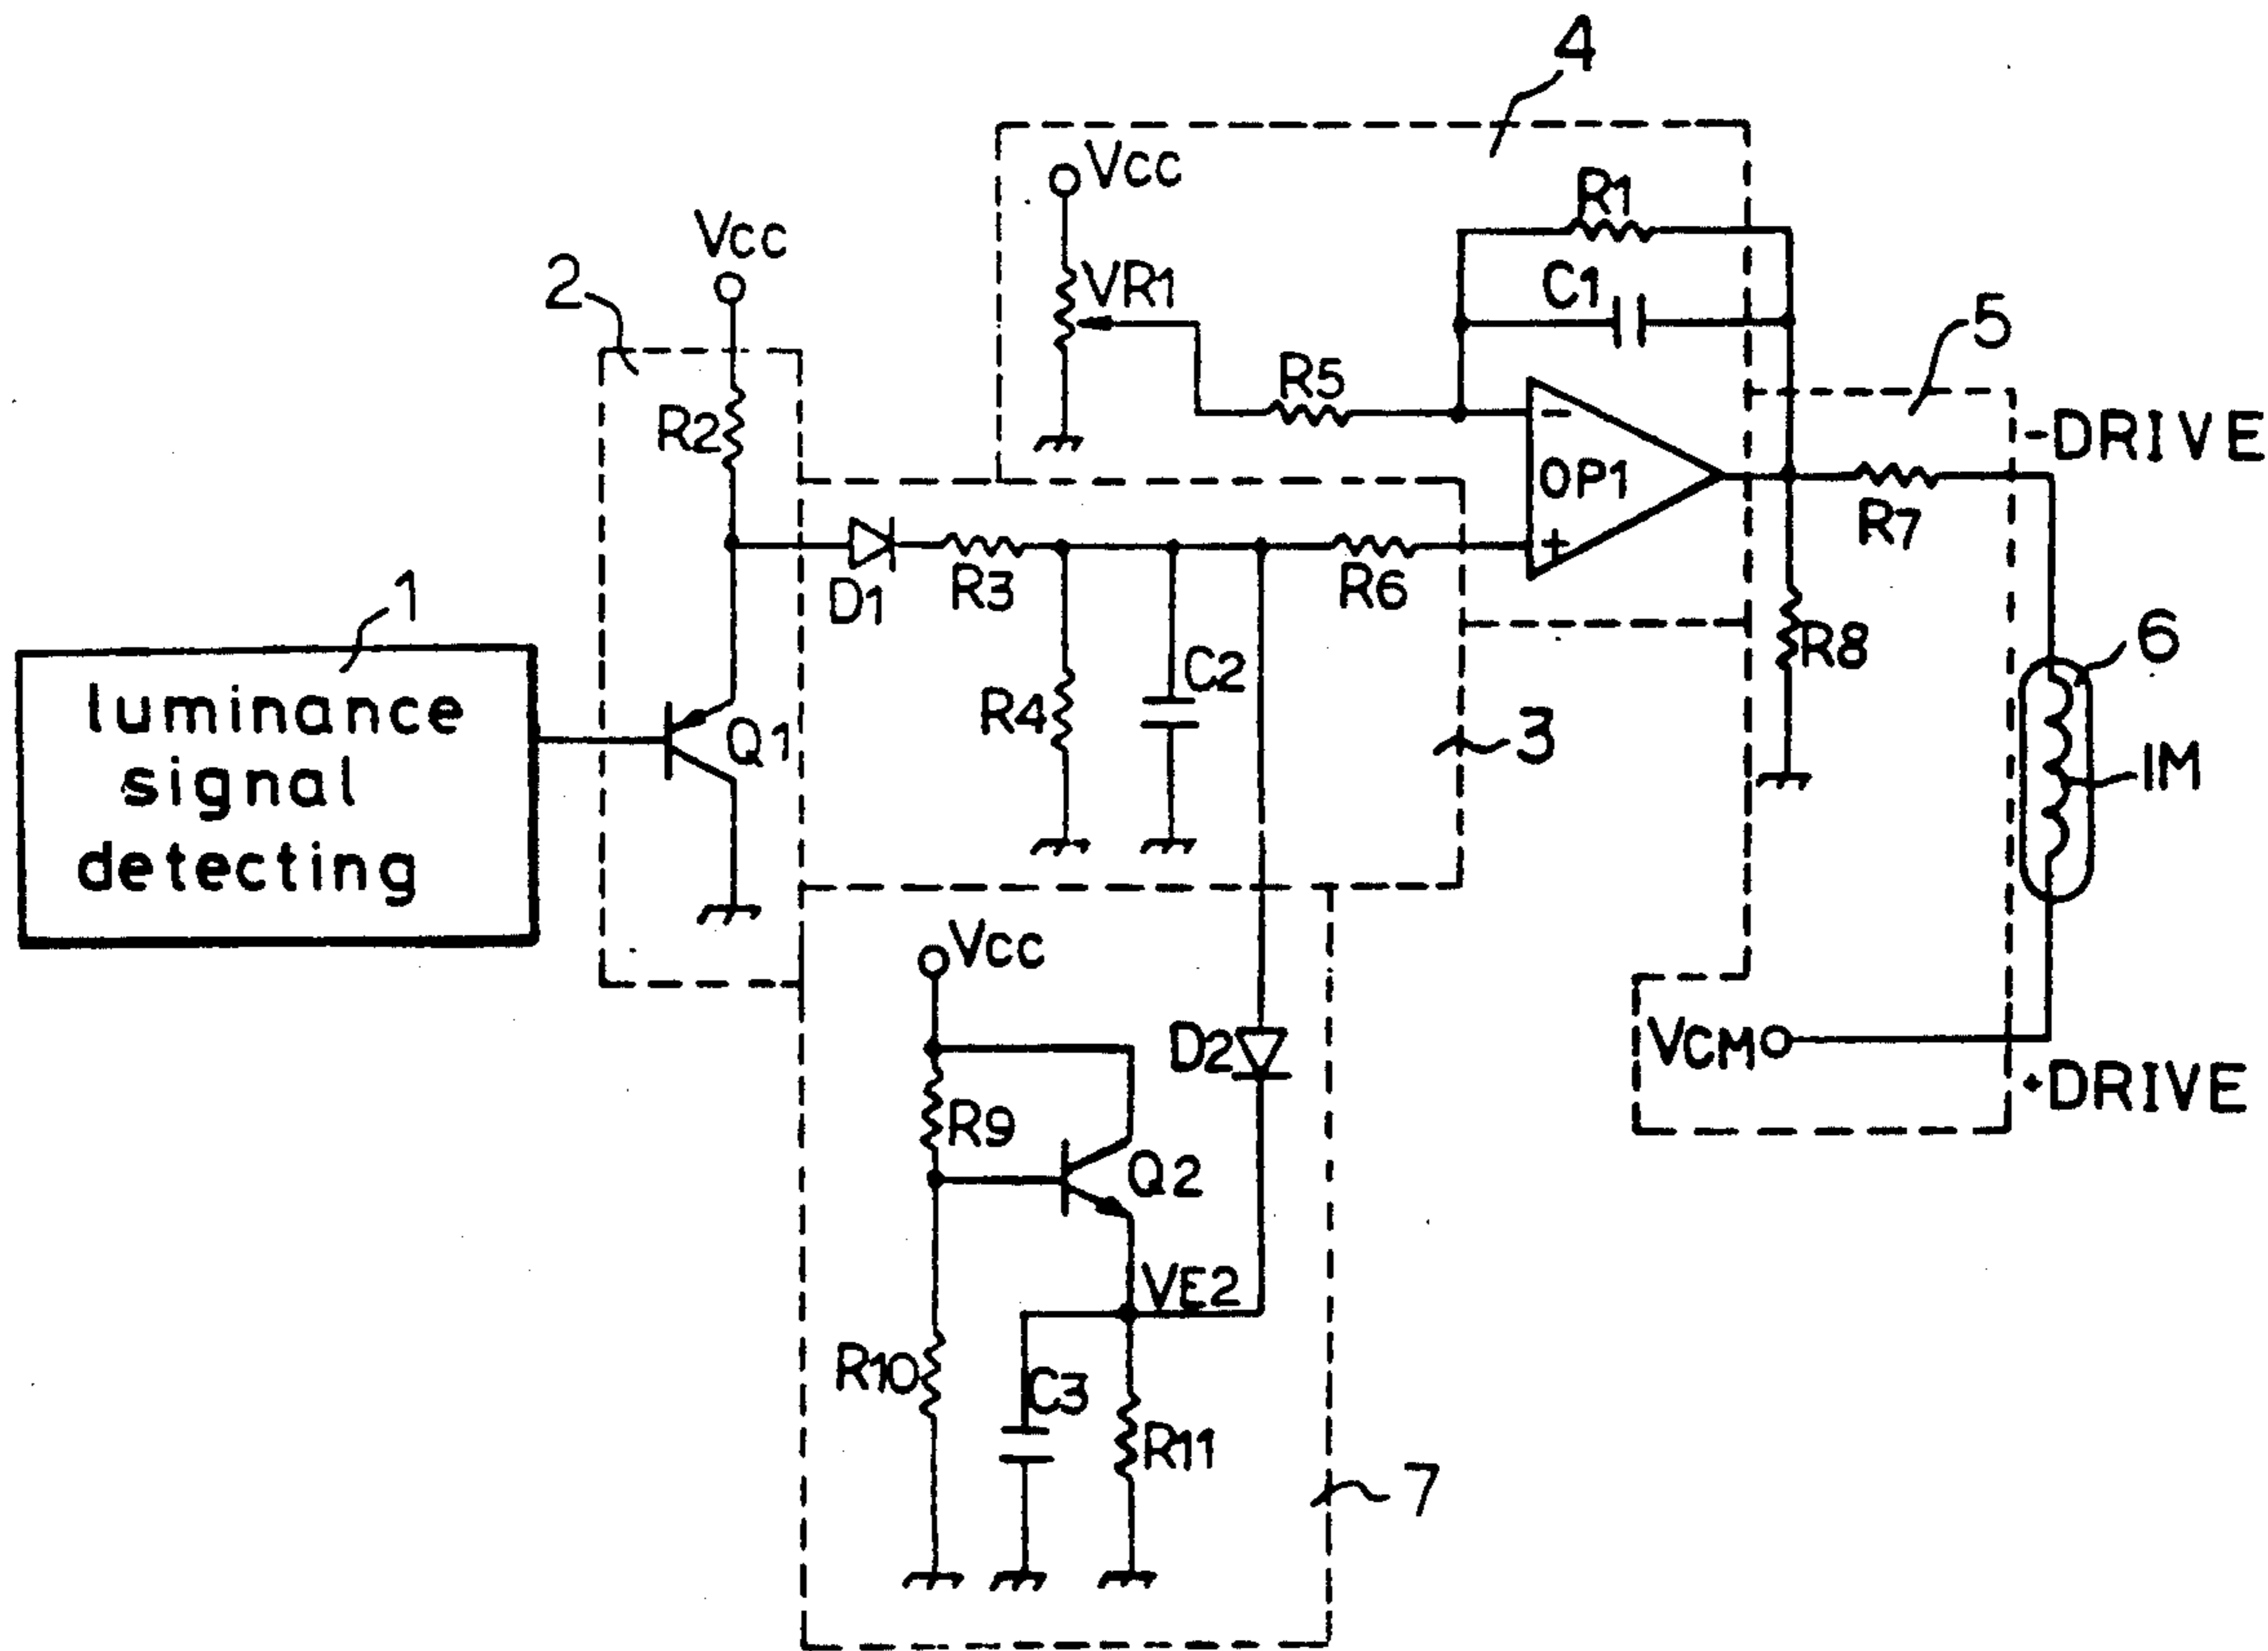 4
Vcc
R1
Vcc
VR1
C1
2
5
R5
R2
-DRIVE
OP1
R7
D1
R3
R6
1
luminance
signal
detecting
Q1
R4
C2
3
R8
6
IM
Vcc
D2
VCM
+DRIVE
R9
Q2
VE2
R10
C3
R11
7